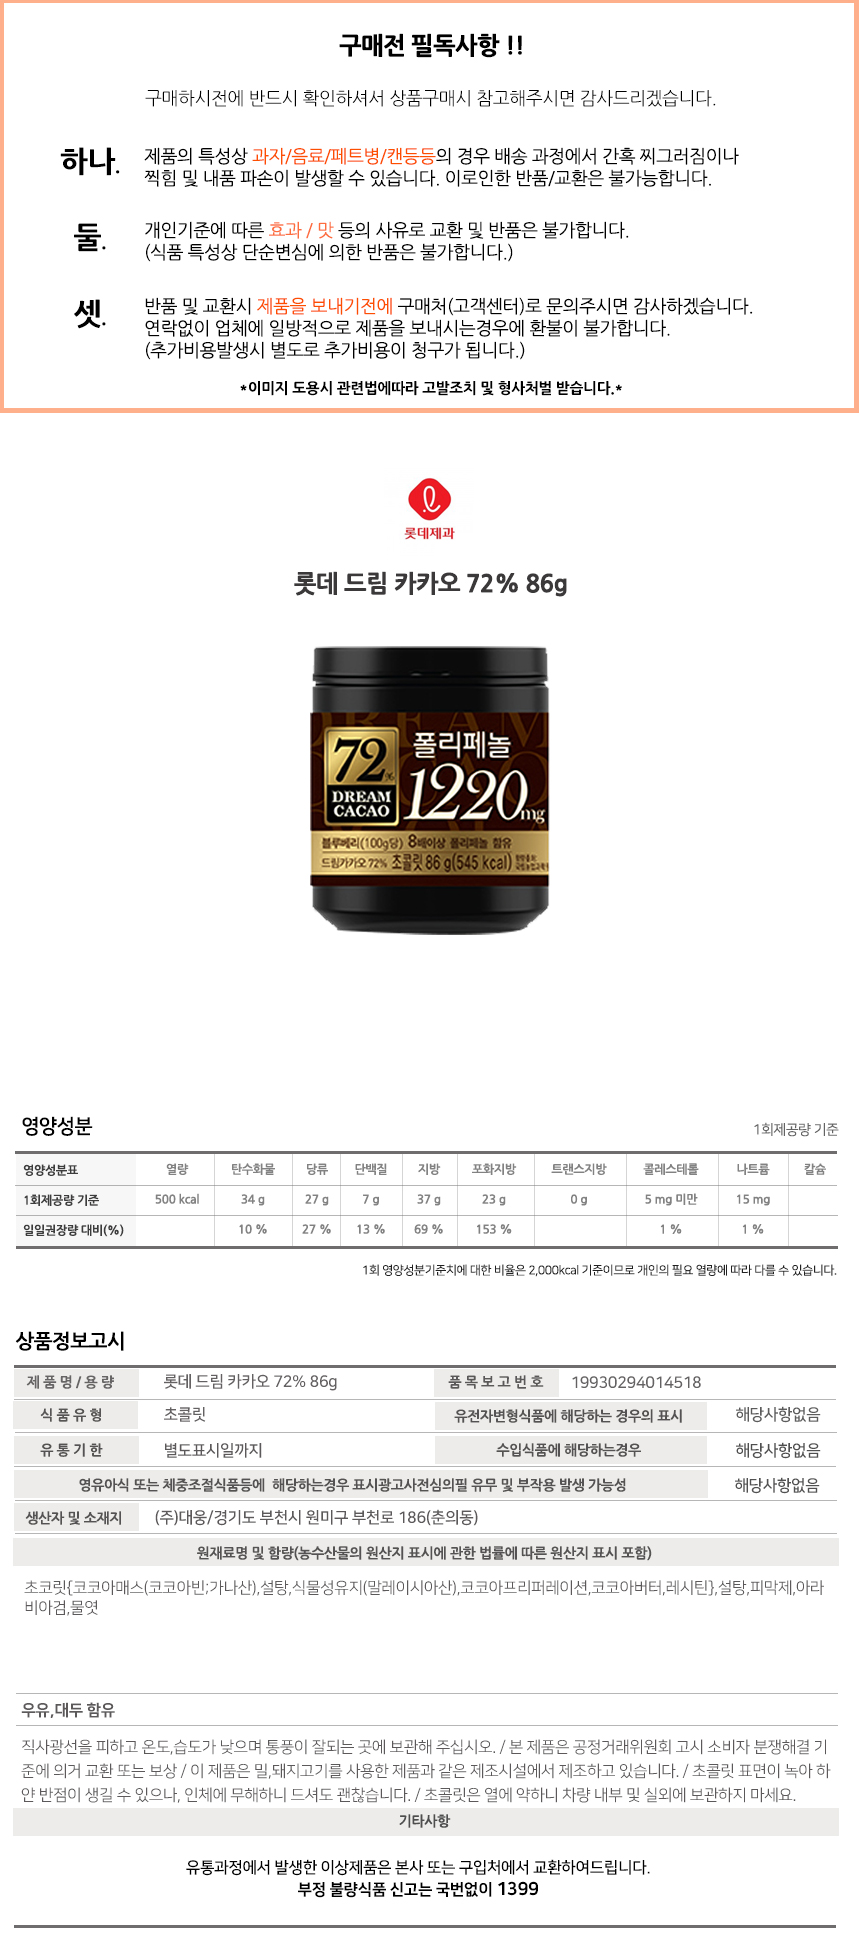 구매전 필독사항 !!
구매하시전에 반드시 확인하셔서 상품구매시 참고해주시면 감사드리겠습니다.
하나. 제품의 특성상 과자/음료/페트병/캔등등의 경우 배송 과정에서 간혹 찌그러짐이나
찍힘 및 내품 파손이 발생할 수 있습니다. 이로인한 반품/교환은 불가능합니다.
둘. 개인기준에 따른 효과 / 맛 등의 사유로 교환 및 반품은 불가합니다.
(식품 특성상 단순변심에 의한 반품은 불가합니다.)
셋. 반품 및 교환시 제품을 보내기전에 구매처(고객센터)로 문의주시면 감사하겠습니다.
연락없이 업체에 일방적으로 제품을 보내시는경우에 환불이 불가합니다.
(추가비용발생시 별도로 추가비용이 청구가 됩니다.)
*이미지 도용시 관련법에따라 고발조치 및 형사처벌 받습니다.*
롯데제과
롯데 드림 카카오 72% 86g
72%
DREAM
CACAO
폴리페놀
1220mg
블루베리(100g당) 8배이상 폴리페놀 함유
드림카카오 72% 초콜릿 86 g(545 kcal)
영양성분
1회제공량 기준
영양성분표 열량 탄수화물 당류 단백질 지방 포화지방 트랜스지방 콜레스테롤 나트륨 칼슘
1회제공량 기준 500 kcal 34 g 27 g 7 g 37 g 23 g 0 g 5 mg 미만 15 mg
일일권장량 대비(%) 10 % 27 % 13 % 69 % 153 % 1 % 1 %
1회 영양성분기준치에 대한 비율은 2,000kcal 기준이므로 개인의 필요 열량에 따라 다를 수 있습니다.
상품정보고시
제 품 명 / 용 량 롯데 드림 카카오 72% 86g 품 목 보 고 번 호 19930294014518
식 품 유 형 초콜릿 유전자변형식품에 해당하는 경우의 표시 해당사항없음
유 통 기 한 별도표시일까지 수입식품에 해당하는경우 해당사항없음
영유아식 또는 체중조절식품등에 해당하는경우 표시광고사전심의필 유무 및 부작용 발생 가능성 해당사항없음
생산자 및 소재지 (주)대웅/경기도 부천시 원미구 부천로 186(춘의동)
원재료명 및 함량(농수산물의 원산지 표시에 관한 법률에 따른 원산지 표시 포함)
초코릿{코코아매스(코코아빈;가나산),설탕,식물성유지(말레이시아산),코코아프리퍼레이션,코코아버터,레시틴},설탕,피막제,아라
비아검,물엿
우유,대두 함유
직사광선을 피하고 온도,습도가 낮으며 통풍이 잘되는 곳에 보관해 주십시오. / 본 제품은 공정거래위원회 고시 소비자 분쟁해결 기
준에 의거 교환 또는 보상 / 이 제품은 밀,돼지고기를 사용한 제품과 같은 제조시설에서 제조하고 있습니다. / 초콜릿 표면이 녹아 하
얀 반점이 생길 수 있으나, 인체에 무해하니 드셔도 괜찮습니다. / 초콜릿은 열에 약하니 차량 내부 및 실외에 보관하지 마세요.
기타사항
유통과정에서 발생한 이상제품은 본사 또는 구입처에서 교환하여드립니다.
부정 불량식품 신고는 국번없이 1399